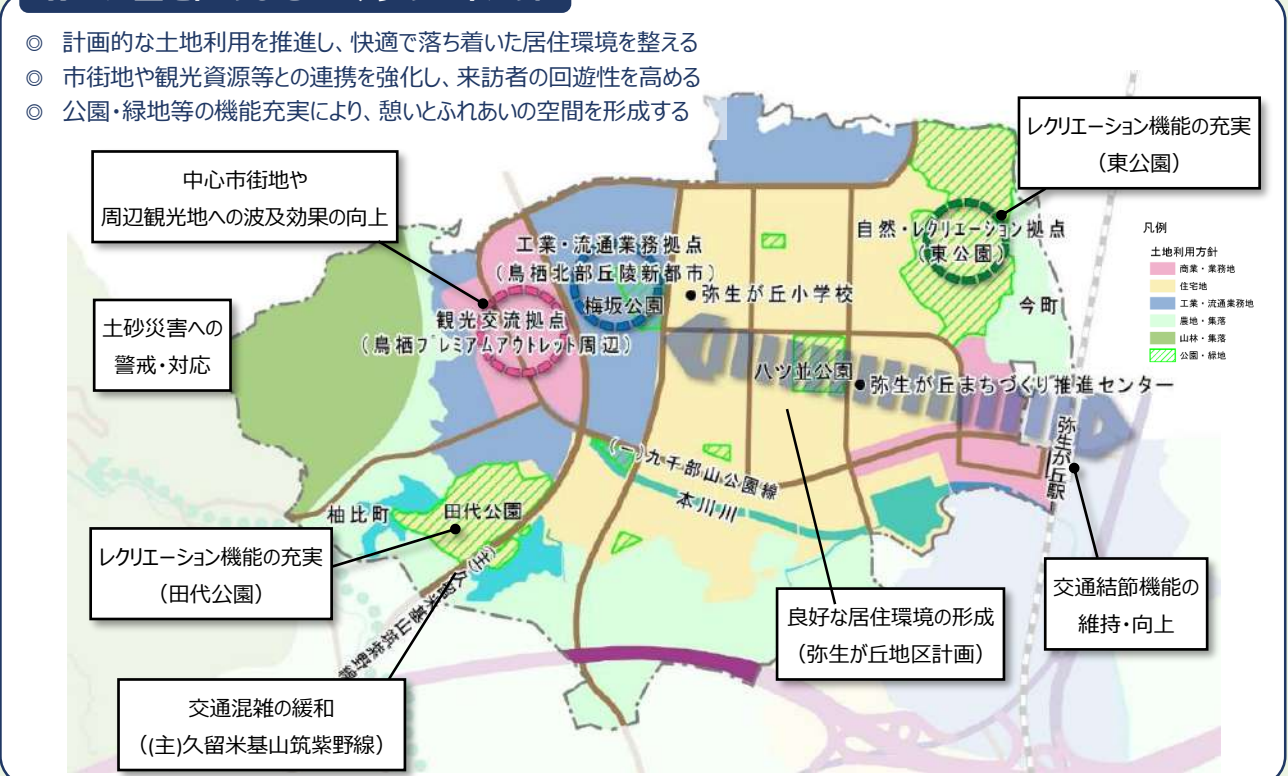 ◎ 計画的な土地利用を推進し、快適で落ち着いた居住環境を整える
◎ 市街地や観光資源等との連携を強化し、来訪者の回遊性を高める
◎ 公園・緑地等の機能充実により、憩いとふれあいの空間を形成する
レクリエーション機能の充実
(東公園)
中心市街地や
周辺観光地への波及効果の向上
凡例
土地利用方針
商業・業務地
住宅地
工業・流通業務地
農地・集落
山林・集落
公園・緑地
自然・レクリエーション拠点
(東公園)
工業・流通業務拠点
(鳥栖北部丘陵新都市)
梅坂公園
弥生が丘小学校
今町
観光交流拠点
(鳥栖プレミアムアウトレット周辺)
土砂災害への
警戒・対応
八ツ並公園
弥生が丘まちづくり推進センター
弥生が丘駅
(一)九千部山公園線
本川川
柚比町
田代公園
レクリエーション機能の充実
(田代公園)
(主)久留米基山筑紫野線
良好な居住環境の形成
(弥生が丘地区計画)
交通結節機能の
維持・向上
交通混雑の緩和
((主)久留米基山筑紫野線)